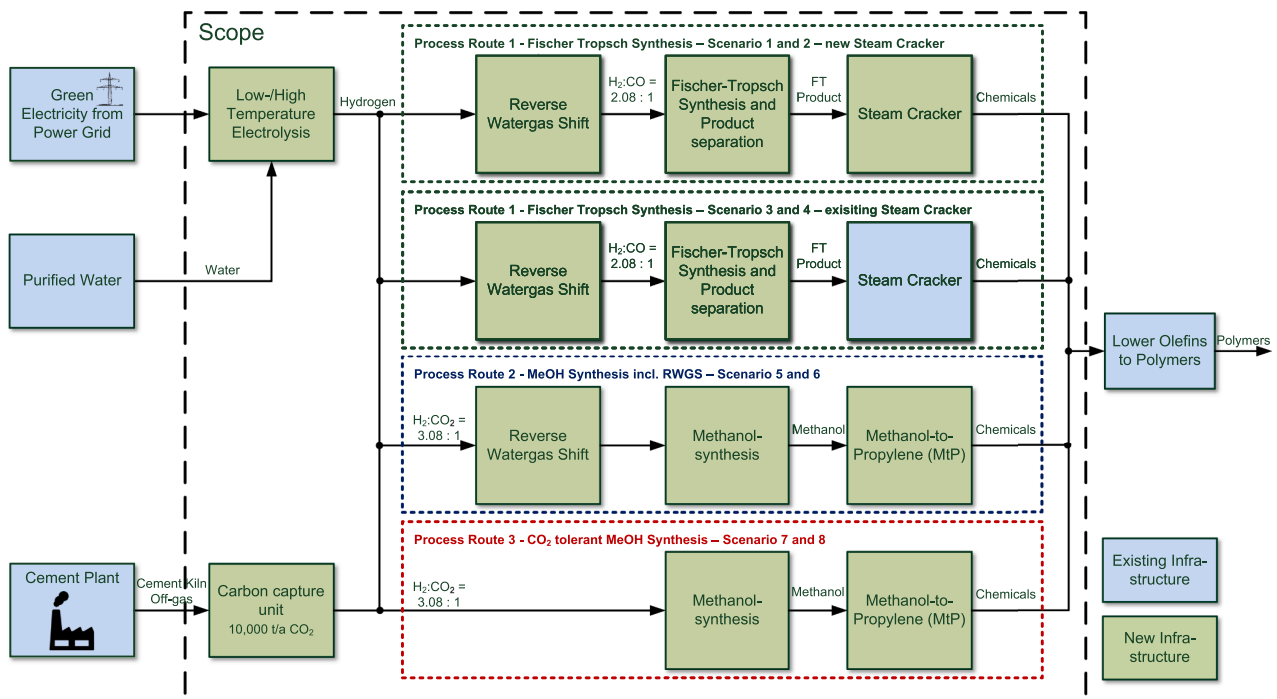 Scope
Green
Electricity from
Power Grid
Low-/High
Temperature
Electrolysis
Hydrogen
Purified Water
Water
Process Route 1 - Fischer Tropsch Synthesis – Scenario 1 and 2 – new Steam Cracker
Reverse
Watergas Shift
H₂:CO =
2.08 : 1
Fischer-Tropsch
Synthesis and
Product
separation
FT
Product
Steam Cracker
Chemicals
Process Route 1 - Fischer Tropsch Synthesis – Scenario 3 and 4 – exisiting Steam Cracker
Reverse
Watergas Shift
H₂:CO =
2.08 : 1
Fischer-Tropsch
Synthesis and
Product
separation
FT
Product
Steam Cracker
Chemicals
Process Route 2 - MeOH Synthesis incl. RWGS – Scenario 5 and 6
H₂:CO₂ =
3.08 : 1
Reverse
Watergas Shift
Methanol-
synthesis
Methanol
Methanol-to-
Propylene (MtP)
Chemicals
Lower Olefins
to Polymers
Polymers
Process Route 3 - CO₂ tolerant MeOH Synthesis – Scenario 7 and 8
Cement Plant
Cement Kiln
Off-gas
Carbon capture
unit
10,000 t/a CO₂
H₂:CO₂ =
3.08 : 1
Methanol-
synthesis
Methanol
Methanol-to-
Propylene (MtP)
Chemicals
Existing Infra-
structure
New Infra-
structure